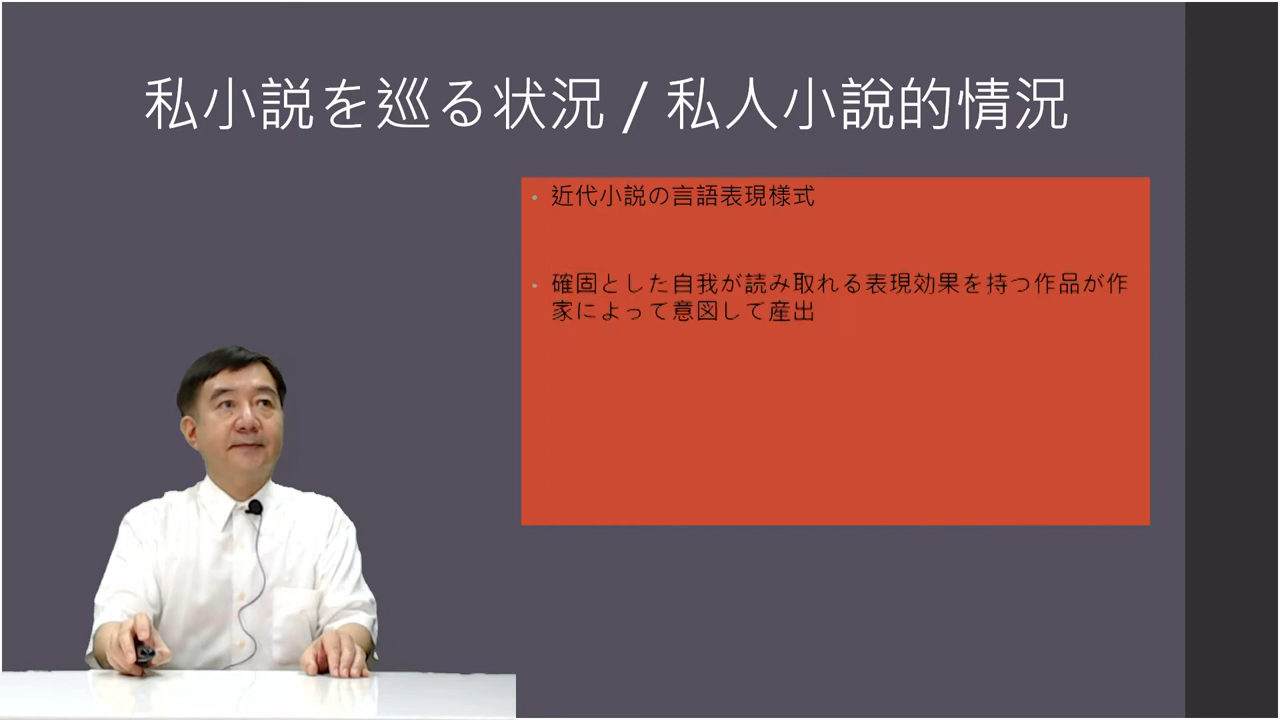 私小説を巡る状況 / 私人小說的情況
• 近代小説の言語表現様式
• 確固とした自我が読み取れる表現効果を持つ作品が作
家によって意図して産出